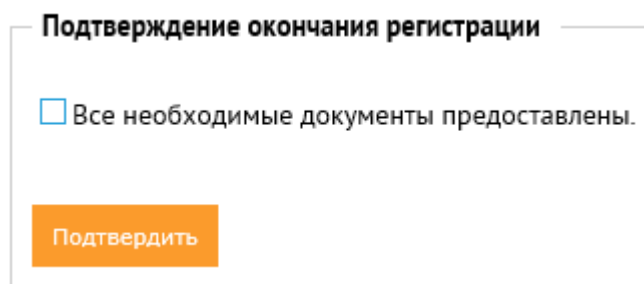 Подтверждение окончания регистрации
Все необходимые документы предоставлены.
Подтвердить